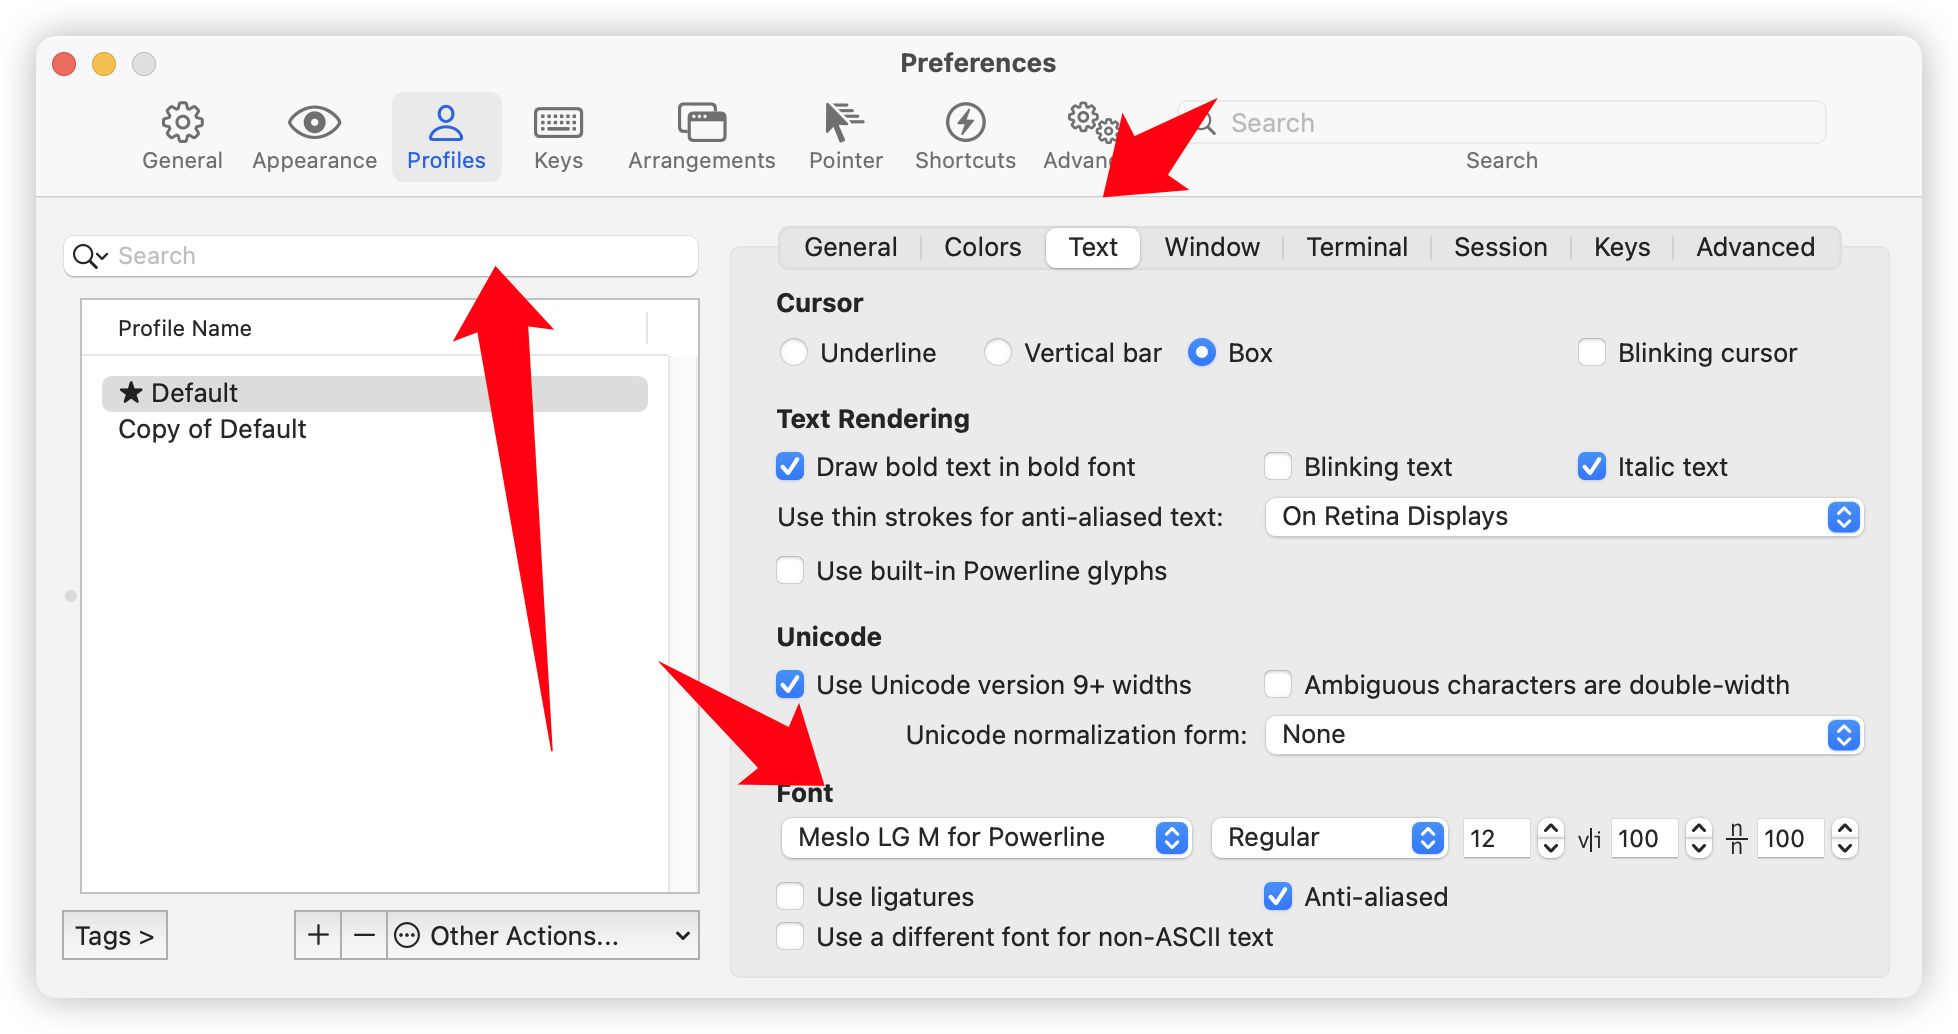 Preferences
General Appearance Profiles Keys Arrangements Pointer Shortcuts Advan Search
Search
Search
General Colors Text Window Terminal Session Keys Advanced
Profile Name
★ Default
Copy of Default
Tags >
+ − Other Actions...
Cursor
Underline Vertical bar Box Blinking cursor
Text Rendering
Draw bold text in bold font Blinking text Italic text
Use thin strokes for anti-aliased text: On Retina Displays
Use built-in Powerline glyphs
Unicode
Use Unicode version 9+ widths Ambiguous characters are double-width
Unicode normalization form: None
Font
Meslo LG M for Powerline Regular 12 v|i 100 n/n 100
Use ligatures Anti-aliased
Use a different font for non-ASCII text